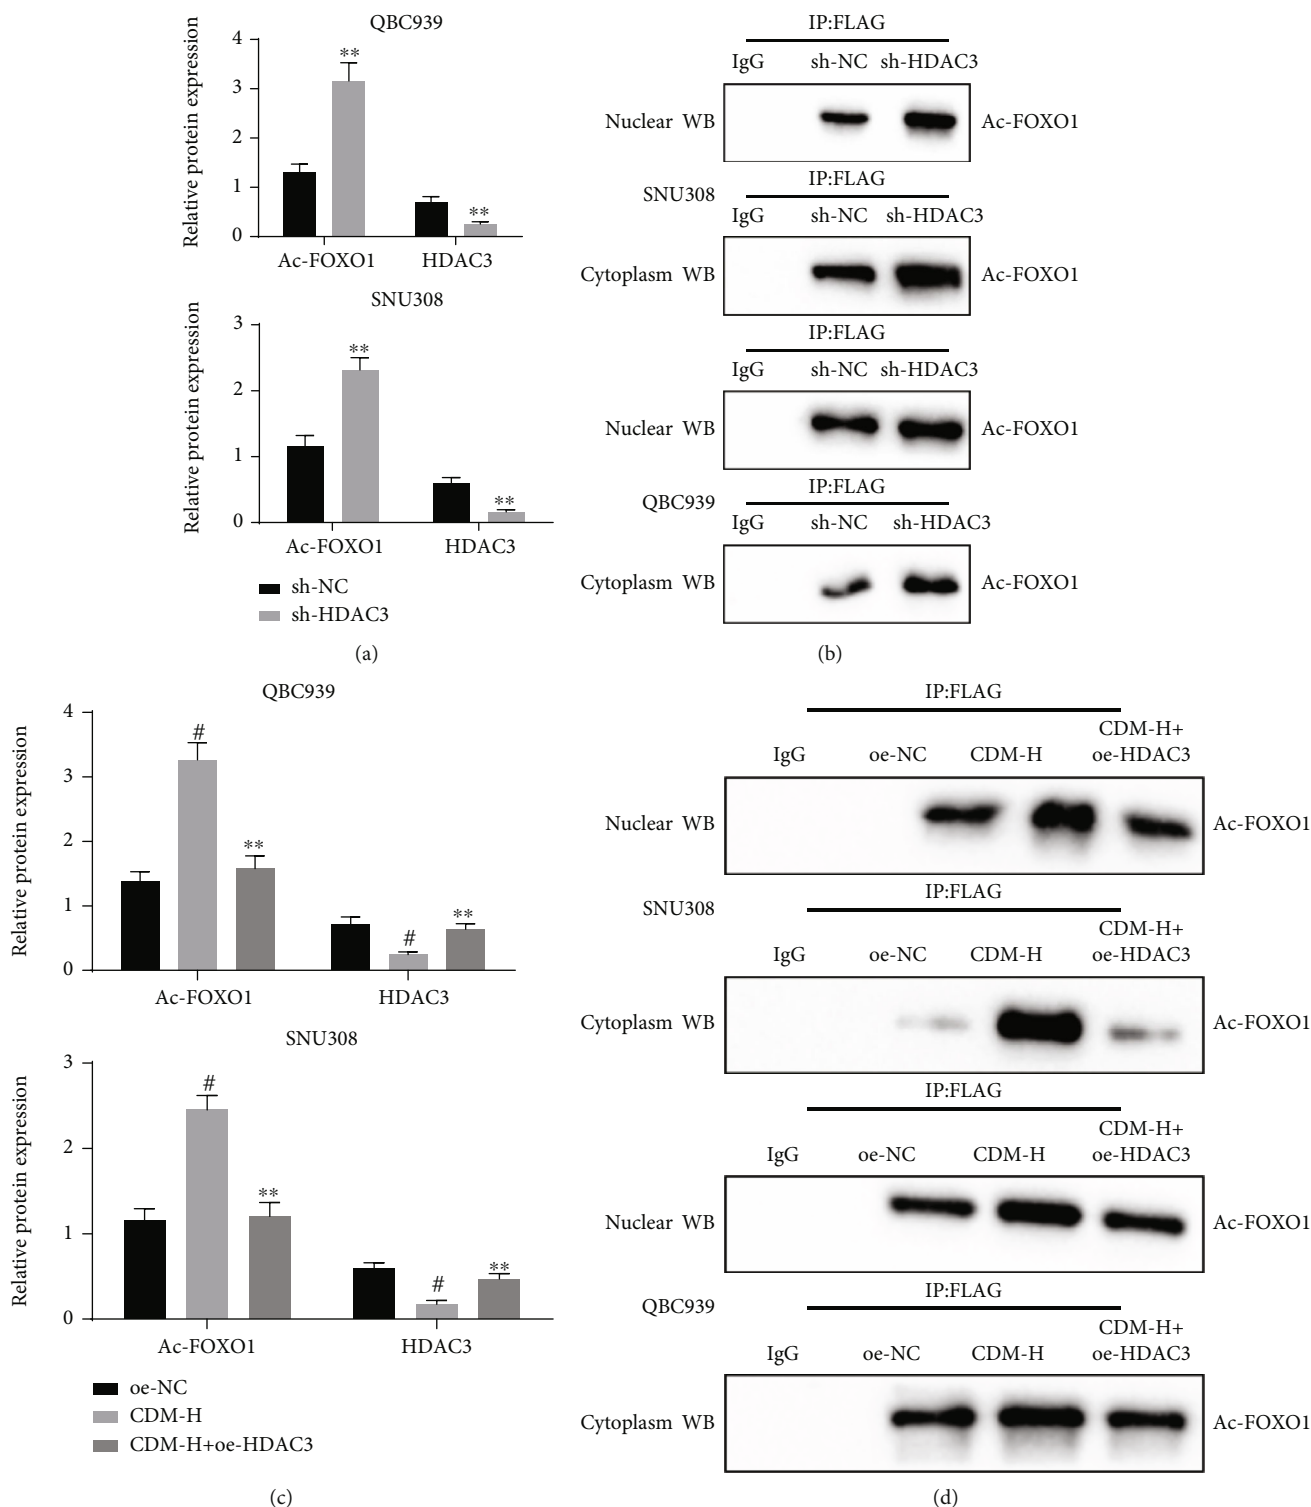 QBC939
Relative protein expression
4
3
2
1
0
**
**
Ac-FOXO1 HDAC3
SNU308
Relative protein expression
3
2
1
0
**
**
Ac-FOXO1 HDAC3
sh-NC
sh-HDAC3
(a)
IP:FLAG
IgG sh-NC sh-HDAC3
Nuclear WB Ac-FOXO1
SNU308
IP:FLAG
IgG sh-NC sh-HDAC3
Cytoplasm WB Ac-FOXO1
IP:FLAG
IgG sh-NC sh-HDAC3
Nuclear WB Ac-FOXO1
QBC939
IP:FLAG
IgG sh-NC sh-HDAC3
Cytoplasm WB Ac-FOXO1
(b)
QBC939
Relative protein expression
4
3
2
1
0
#
**
#
**
Ac-FOXO1 HDAC3
SNU308
Relative protein expression
3
2
1
0
#
**
#
**
Ac-FOXO1 HDAC3
oe-NC
CDM-H
CDM-H+oe-HDAC3
(c)
IP:FLAG
IgG oe-NC CDM-H CDM-H+
oe-HDAC3
Nuclear WB Ac-FOXO1
SNU308
IP:FLAG
IgG oe-NC CDM-H CDM-H+
oe-HDAC3
Cytoplasm WB Ac-FOXO1
IP:FLAG
IgG oe-NC CDM-H CDM-H+
oe-HDAC3
Nuclear WB Ac-FOXO1
QBC939
IP:FLAG
IgG oe-NC CDM-H CDM-H+
oe-HDAC3
Cytoplasm WB Ac-FOXO1
(d)